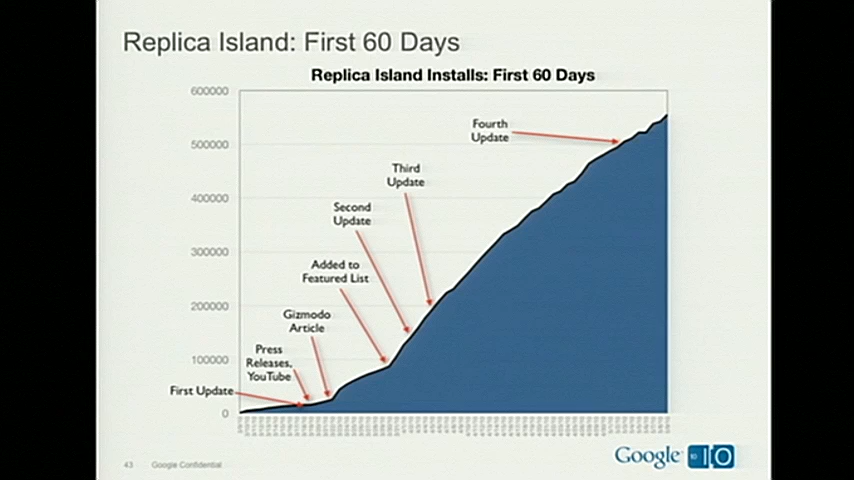 Replica Island: First 60 Days
Replica Island Installs: First 60 Days
600000
500000
400000
300000
200000
100000
0
Fourth
Update
Third
Update
Second
Update
Added to
Featured List
Gizmodo
Article
Press
Releases,
YouTube
First Update
43 Google Confidential
Google 10 IO